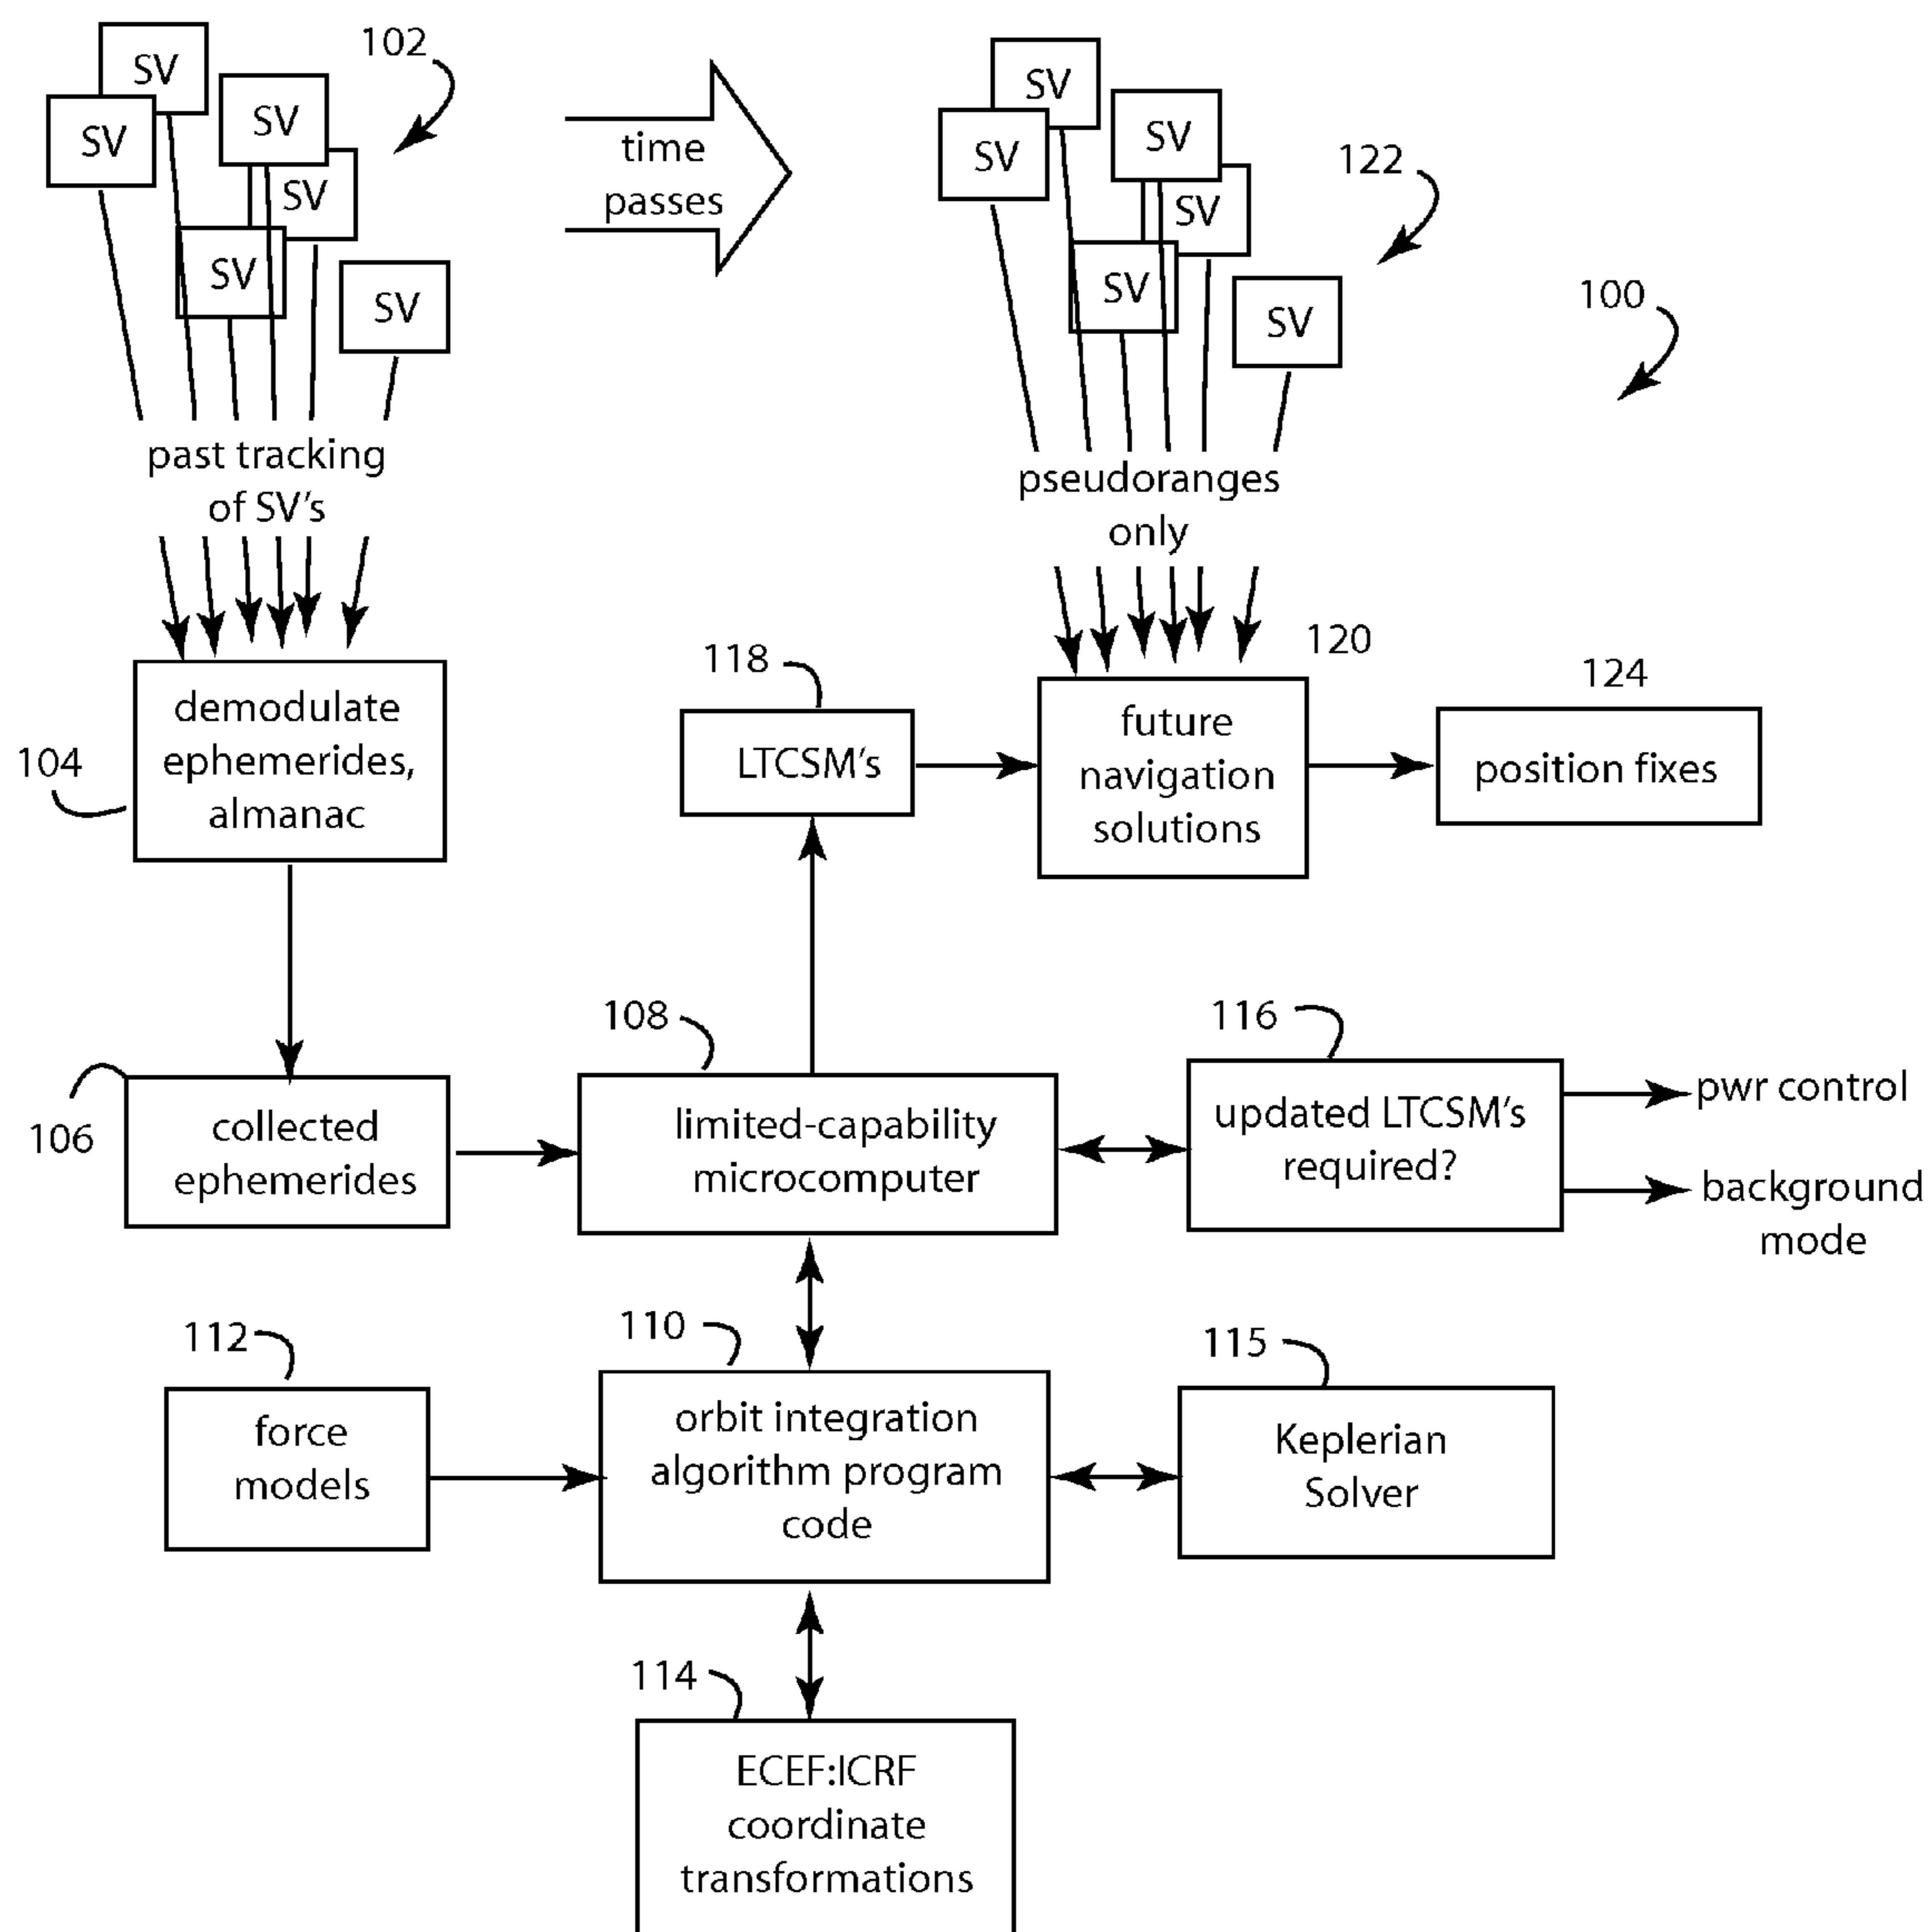 102
SV
SV
SV
SV
SV
SV
time
passes
SV
SV
SV
SV
SV
SV
122
100
past tracking
of SV's
pseudoranges
only
104
demodulate
ephemerides,
almanac
118
LTCSM's
120
future
navigation
solutions
124
position fixes
106
collected
ephemerides
108
limited-capability
microcomputer
116
updated LTCSM's
required?
pwr control
background
mode
112
force
models
110
orbit integration
algorithm program
code
115
Keplerian
Solver
114
ECEF:ICRF
coordinate
transformations